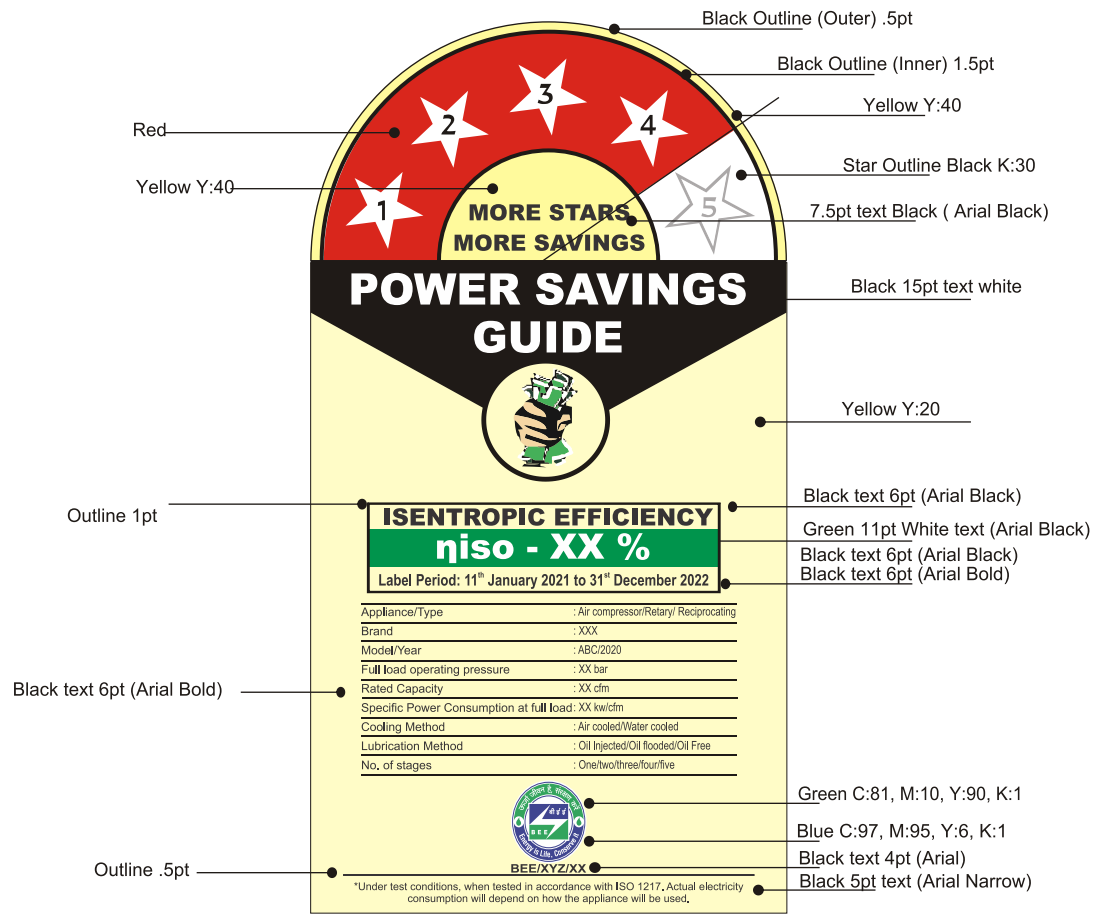 Black Outline (Outer) .5pt
Black Outline (Inner) 1.5pt
Yellow Y:40
Red
Star Outline Black K:30
Yellow Y:40
7.5pt text Black ( Arial Black)
1
2
3
4
5
MORE STARS
MORE SAVINGS
POWER SAVINGS
GUIDE
Black 15pt text white
Yellow Y:20
Outline 1pt
ISENTROPIC EFFICIENCY
ηiso - XX %
Label Period: 11th January 2021 to 31st December 2022
Black text 6pt (Arial Black)
Green 11pt White text (Arial Black)
Black text 6pt (Arial Black)
Black text 6pt (Arial Bold)
Appliance/Type : Air compressor/Retary/ Reciprocating
Brand : XXX
Model/Year : ABC/2020
Full load operating pressure : XX bar
Rated Capacity : XX cfm
Specific Power Consumption at full load: XX kw/cfm
Cooling Method : Air cooled/Water cooled
Lubrication Method : Oil Injected/Oil flooded/Oil Free
No. of stages : One/two/three/four/five
Black text 6pt (Arial Bold)
बी ई ई
BEE
Energy is Life, Conserve it
Green C:81, M:10, Y:90, K:1
Blue C:97, M:95, Y:6, K:1
BEE/XYZ/XX
Black text 4pt (Arial)
Outline .5pt
Black 5pt text (Arial Narrow)
*Under test conditions, when tested in accordance with ISO 1217. Actual electricity
consumption will depend on how the appliance will be used.